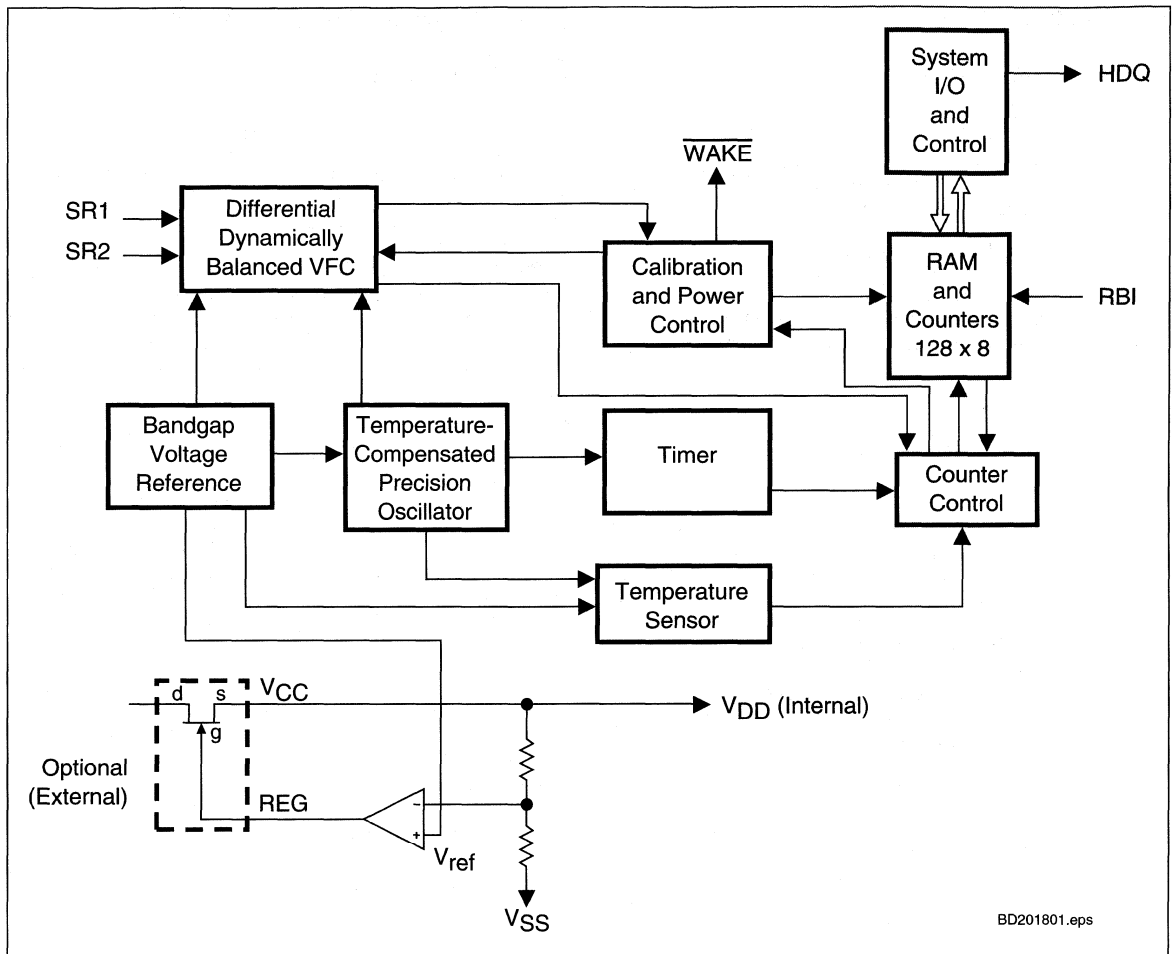 System
I/O
and
Control
HDQ
WAKE
SR1
SR2
Differential
Dynamically
Balanced VFC
Calibration
and Power
Control
RAM
and
Counters
128 x 8
RBI
Bandgap
Voltage
Reference
Temperature-
Compensated
Precision
Oscillator
Timer
Counter
Control
Temperature
Sensor
d
s
g
VCC
VDD (Internal)
Optional
(External)
REG
-
+
Vref
VSS
BD201801.eps